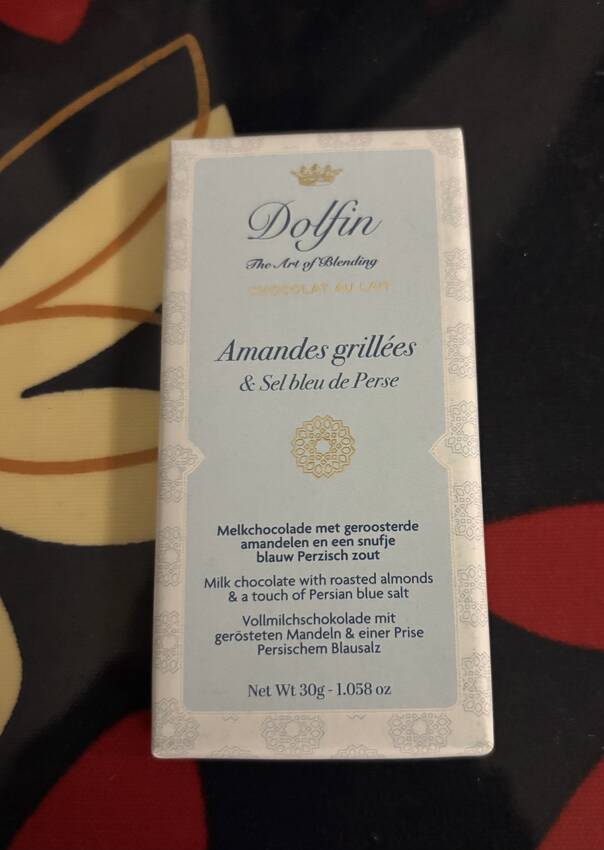 Dolfin
The Art of Blending
CHOCOLAT AU LAIT
Amandes grillées
& Sel bleu de Perse
Melkchocolade met geroosterde
amandelen en een snufje
blauw Perzisch zout
Milk chocolate with roasted almonds
& a touch of Persian blue salt
Vollmilchschokolade mit
gerösteten Mandeln & einer Prise
Persischem Blausalz
Net Wt 30g - 1.058 oz